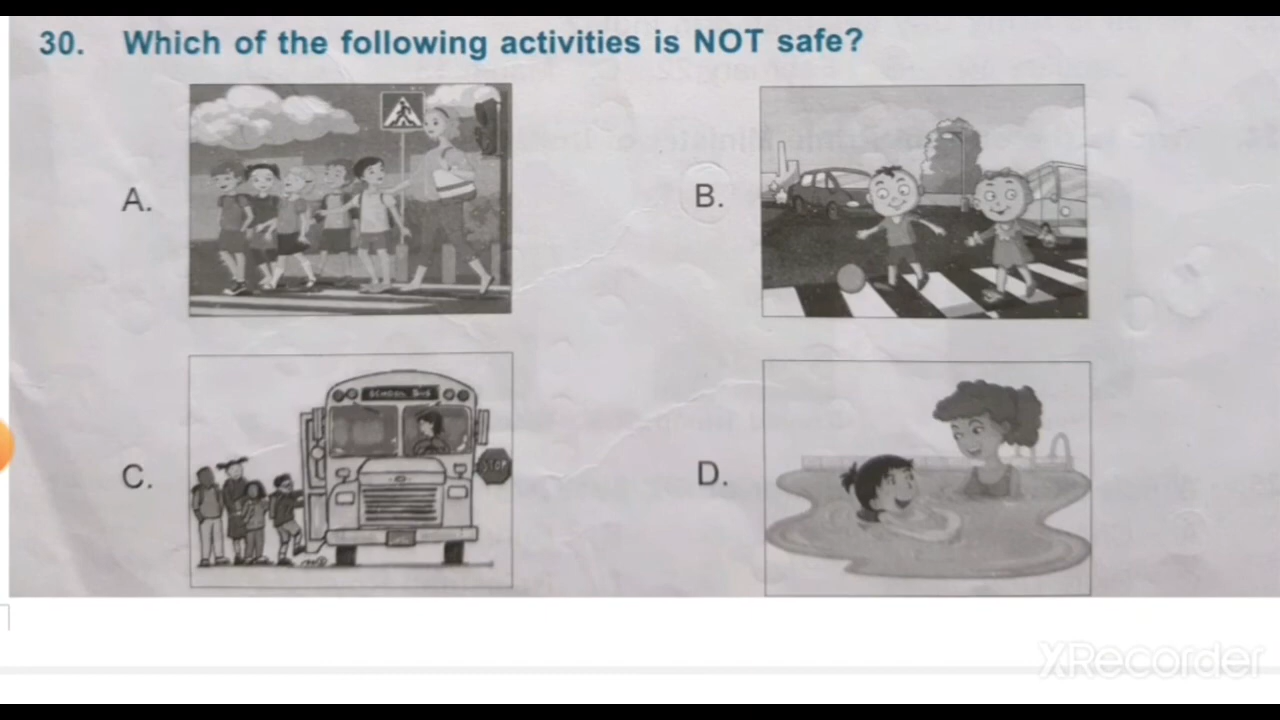 30. Which of the following activities is NOT safe?
A.
B.
SCHOOL BUS
STOP
C.
D.
XRecorder